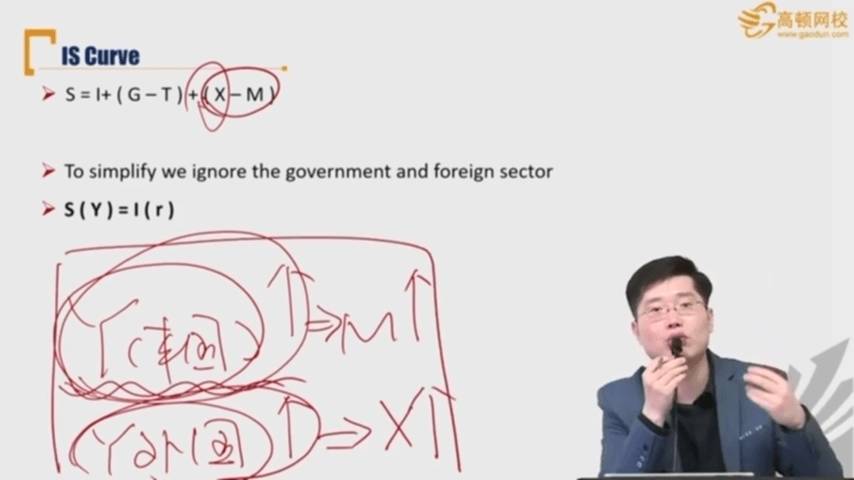 高顿网校
www.gaodun.com
IS Curve
S = I+ ( G – T ) + ( X – M )
To simplify we ignore the government and foreign sector
S ( Y ) = I ( r )
Y (本国) ↑ ⇒ M ↑
Y 外国 ↑ ⇒ X ↑